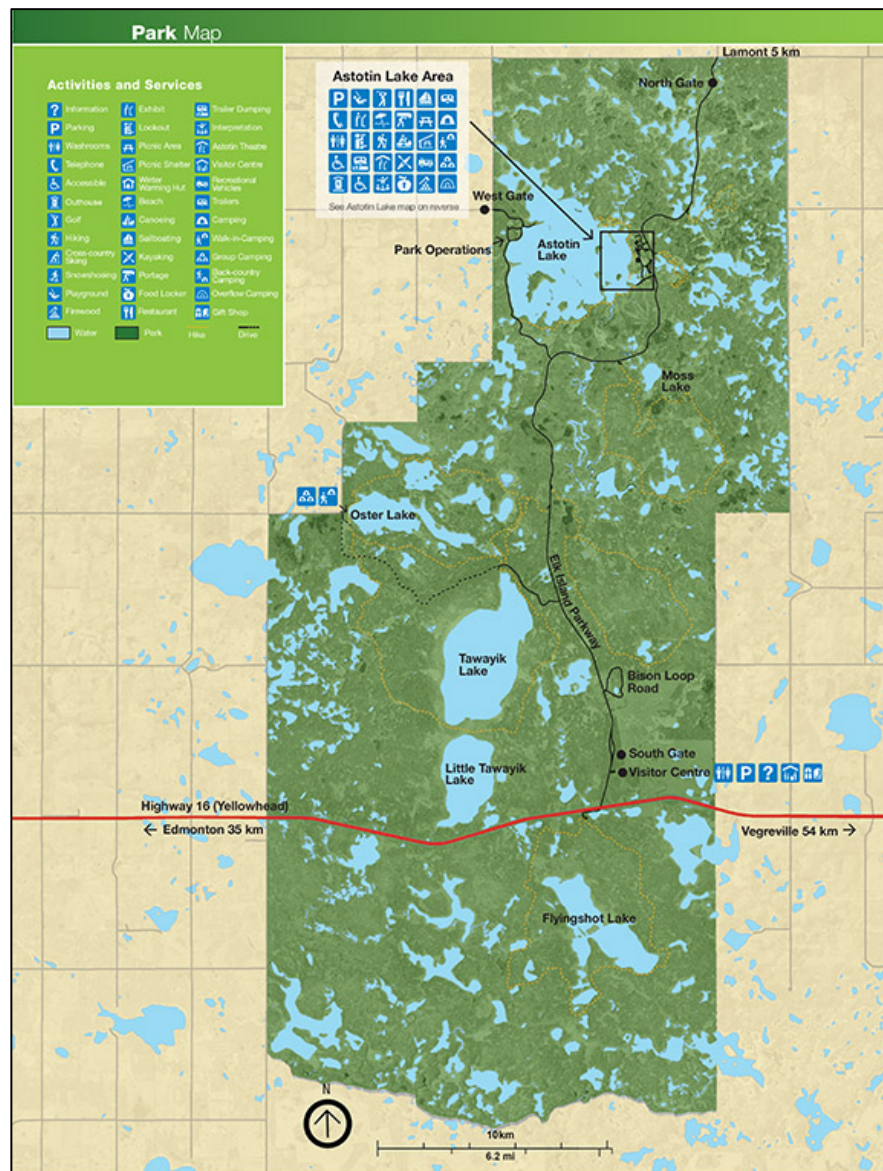 Park Map
Activities and Services
Information
Exhibit
Trailer Dumping
Parking
Lookout
Interpretation
Washrooms
Picnic Area
Astotin Theatre
Telephone
Picnic Shelter
Visitor Centre
Accessible
Winter
Warming Hut
Recreational
Vehicles
Outhouse
Beach
Trailers
Golf
Canoeing
Camping
Hiking
Sailboating
Walk-in-Camping
Cross-country
Skiing
Kayaking
Group Camping
Snowshoeing
Portage
Back-country
Camping
Playground
Food Locker
Overflow Camping
Firewood
Restaurant
Gift Shop
Water
Park
Hike
Drive
Astotin Lake Area
See Astotin Lake map on reverse
Lamont 5 km
North Gate
West Gate
Park Operations
Astotin
Lake
Moss
Lake
Oster Lake
Elk Island Parkway
Tawayik
Lake
Bison Loop
Road
South Gate
Visitor Centre
Little Tawayik
Lake
Highway 16 (Yellowhead)
Edmonton 35 km
Vegreville 54 km
Flyingshot Lake
N
10km
6.2 mi